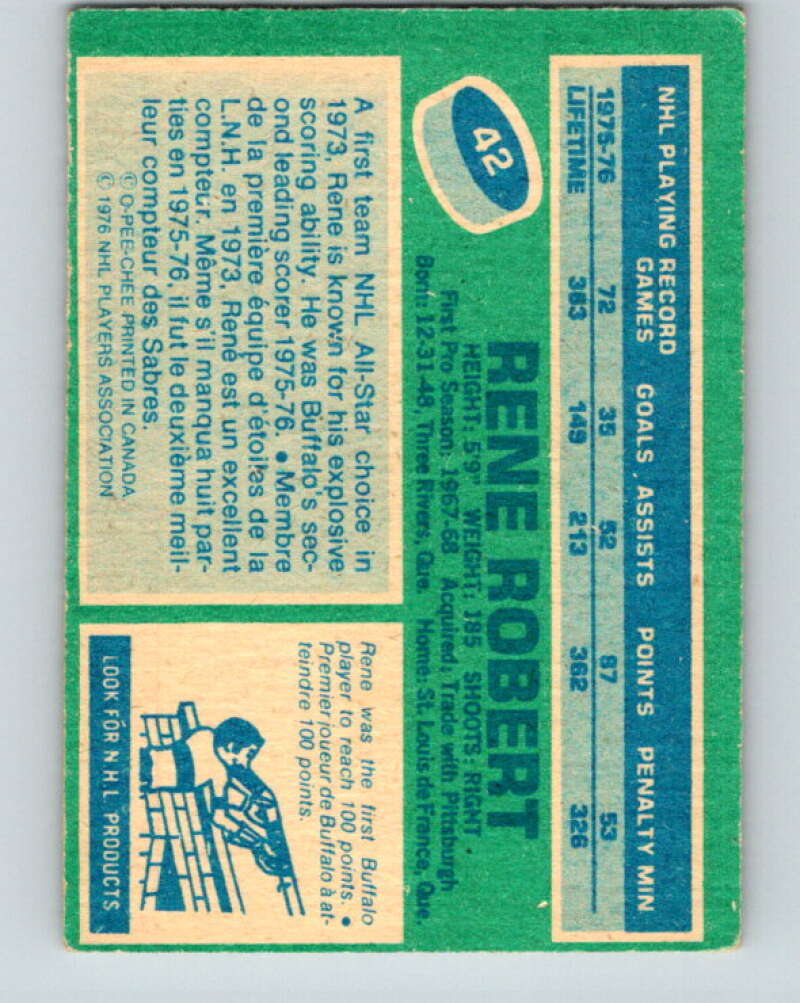 NHL PLAYING RECORD
GAMES GOALS ASSISTS POINTS PENALTY MIN
1975-76 72 35 52 87 53
LIFETIME 383 149 213 362 326
42
RENE ROBERT
HEIGHT: 5'9" WEIGHT: 185 SHOOTS: RIGHT
First Pro Season: 1967-68 Acquired: Trade with Pittsburgh
Born: 12-31-48, Three Rivers, Que. Home: St. Louis de France, Que.
A first team NHL All-Star choice in
1973, Rene is known for his explosive
scoring ability. He was Buffalo's sec-
ond leading scorer 1975-76. • Membre
de la première équipe d'étoiles de la
L.N.H. en 1973, René est un excellent
compteur. Même s'il manqua huit par-
ties en 1975-76, il fut le deuxième meil-
leur compteur des Sabres.
© O-PEE-CHEE PRINTED IN CANADA
© 1976 NHL PLAYERS ASSOCIATION
Rene was the first Buffalo
player to reach 100 points. •
Premier joueur de Buffalo à at-
teindre 100 points.
LOOK FOR N.H.L. PRODUCTS